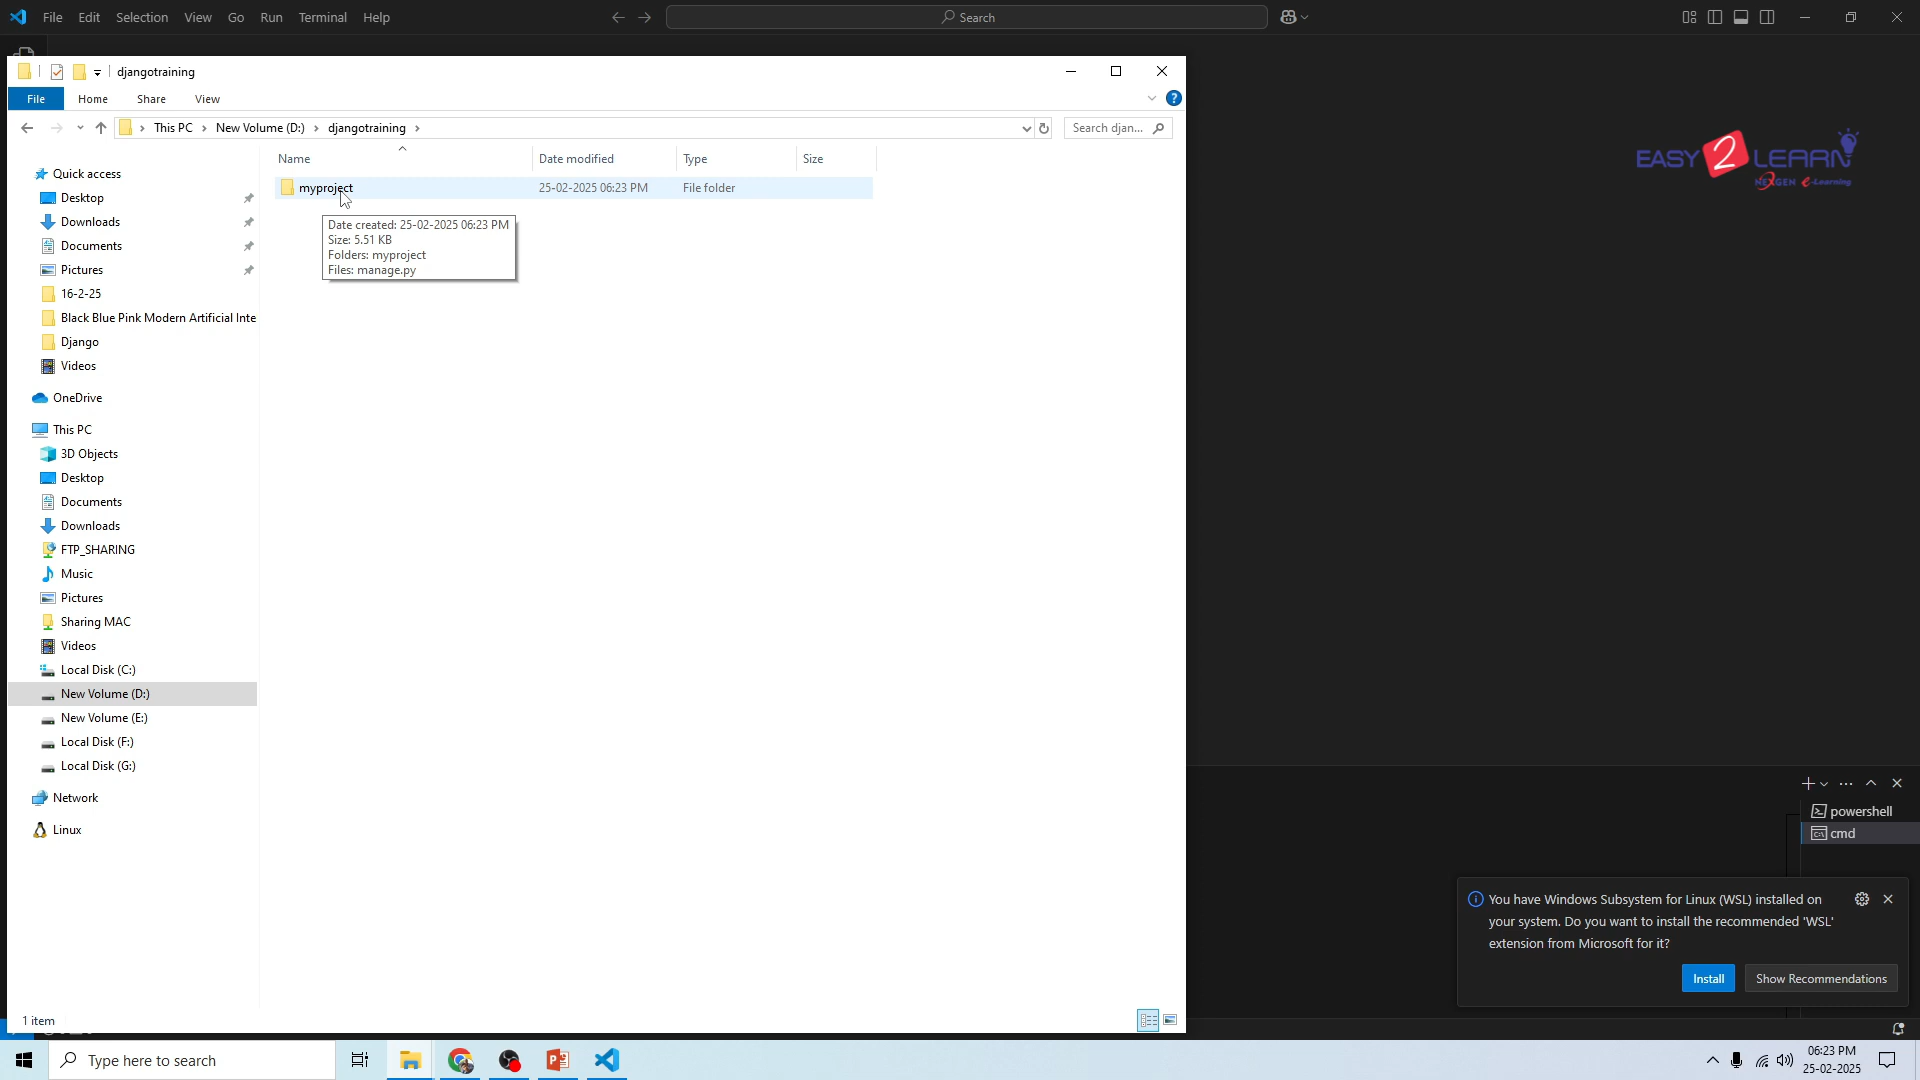 File Edit Selection View Go Run Terminal Help
Search
djangotraining
File Home Share View
This PC New Volume (D:) djangotraining
Search djan...
Name Date modified Type Size
myproject 25-02-2025 06:23 PM File folder
Date created: 25-02-2025 06:23 PM
Size: 5.51 KB
Folders: myproject
Files: manage.py
Quick access
Desktop
Downloads
Documents
Pictures
16-2-25
Black Blue Pink Modern Artificial Inte
Django
Videos
OneDrive
This PC
3D Objects
Desktop
Documents
Downloads
FTP_SHARING
Music
Pictures
Sharing MAC
Videos
Local Disk (C:)
New Volume (D:)
New Volume (E:)
Local Disk (F:)
Local Disk (G:)
Network
Linux
1 item
EASY 2 LEARN
NEXGEN e-Learning
powershell
cmd
You have Windows Subsystem for Linux (WSL) installed on
your system. Do you want to install the recommended 'WSL'
extension from Microsoft for it?
Install Show Recommendations
Type here to search
06:23 PM
25-02-2025